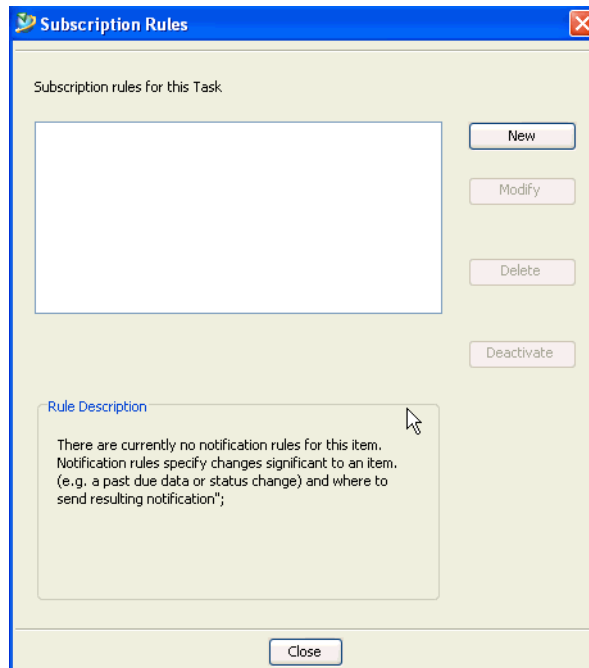 Subscription Rules
Subscription rules for this Task
New
Modify
Delete
Deactivate
Rule Description
There are currently no notification rules for this item.
Notification rules specify changes significant to an item.
(e.g. a past due data or status change) and where to
send resulting notification";
Close